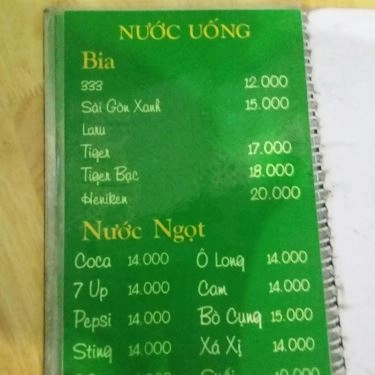 NƯỚC UỐNG
Bia
333 12.000
Sài Gòn Xanh 15.000
Laru
Tiger 17.000
Tiger Bạc 18.000
Heniken 20.000
Nước Ngọt
Coca 14.000 Ô Long 14.000
7 Up 14.000 Cam 14.000
Pepsi 14.000 Bò Cụng 15.000
Sting 14.000 Xá Xị 14.000